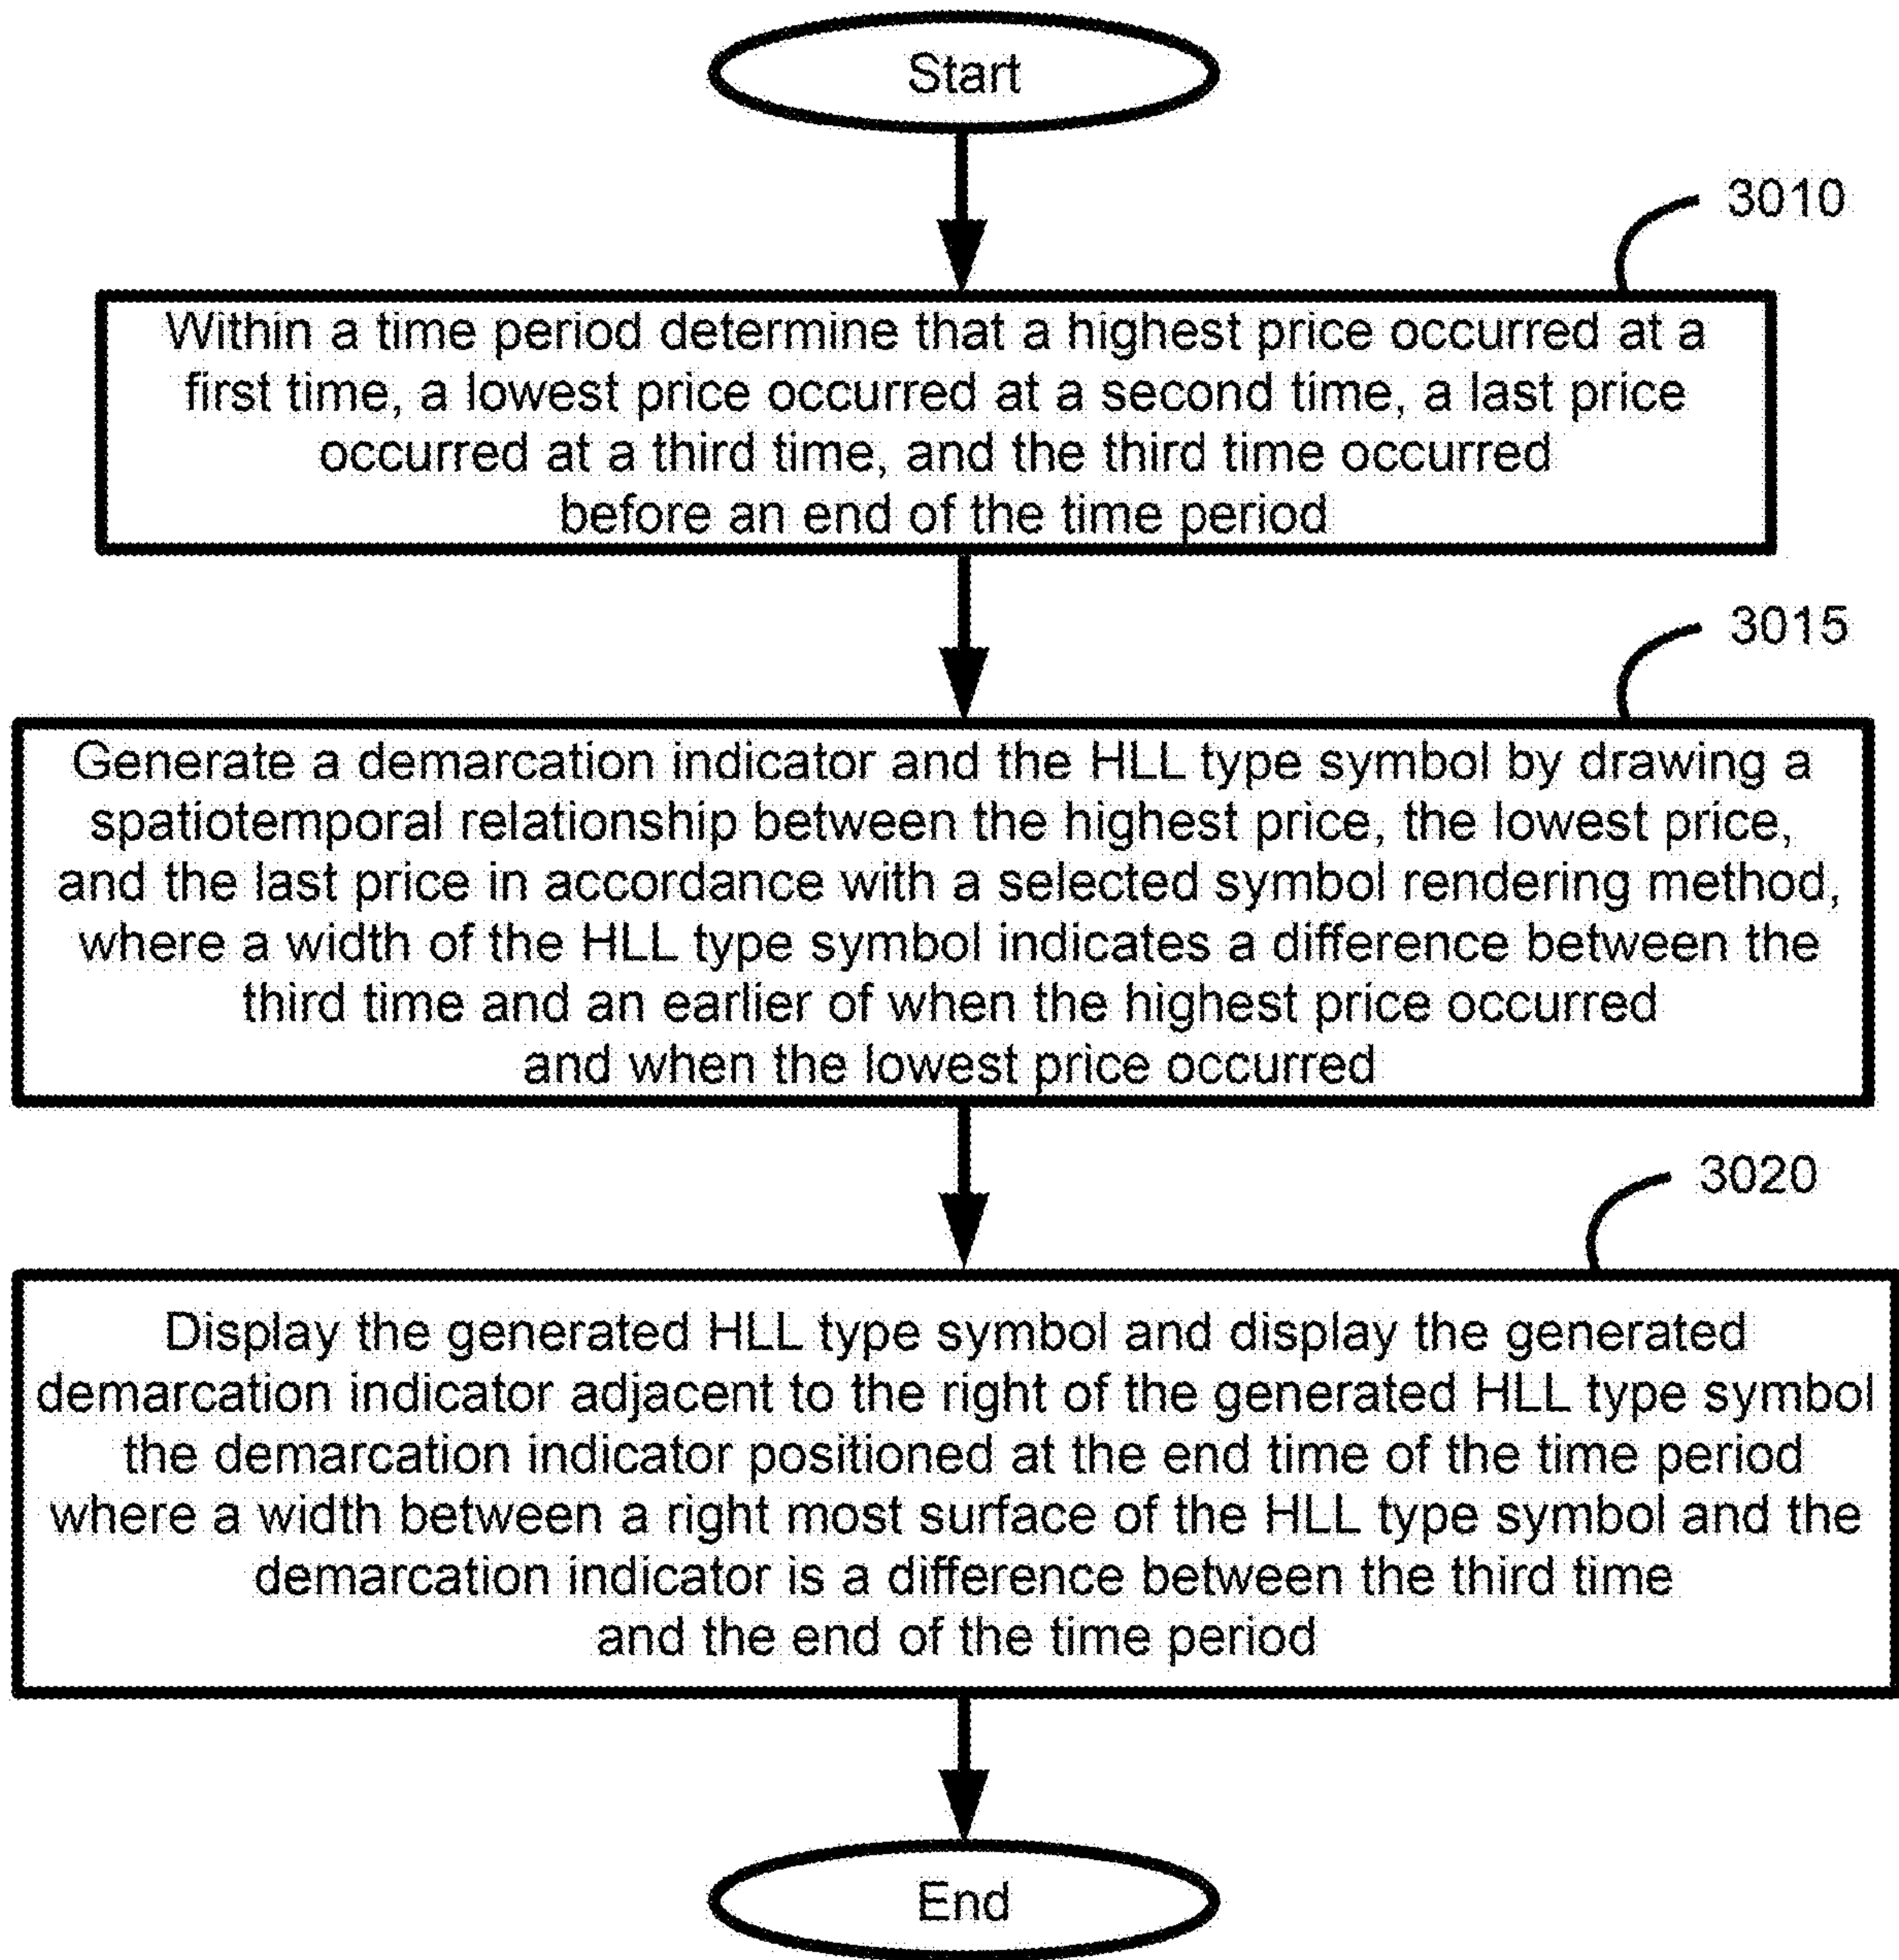 Start
3010
Within a time period determine that a highest price occurred at a
first time, a lowest price occurred at a second time, a last price
occurred at a third time, and the third time occurred
before an end of the time period
3015
Generate a demarcation indicator and the HLL type symbol by drawing a
spatiotemporal relationship between the highest price, the lowest price,
and the last price in accordance with a selected symbol rendering method,
where a width of the HLL type symbol indicates a difference between the
third time and an earlier of when the highest price occurred
and when the lowest price occurred
3020
Display the generated HLL type symbol and display the generated
demarcation indicator adjacent to the right of the generated HLL type symbol
the demarcation indicator positioned at the end time of the time period
where a width between a right most surface of the HLL type symbol and the
demarcation indicator is a difference between the third time
and the end of the time period
End